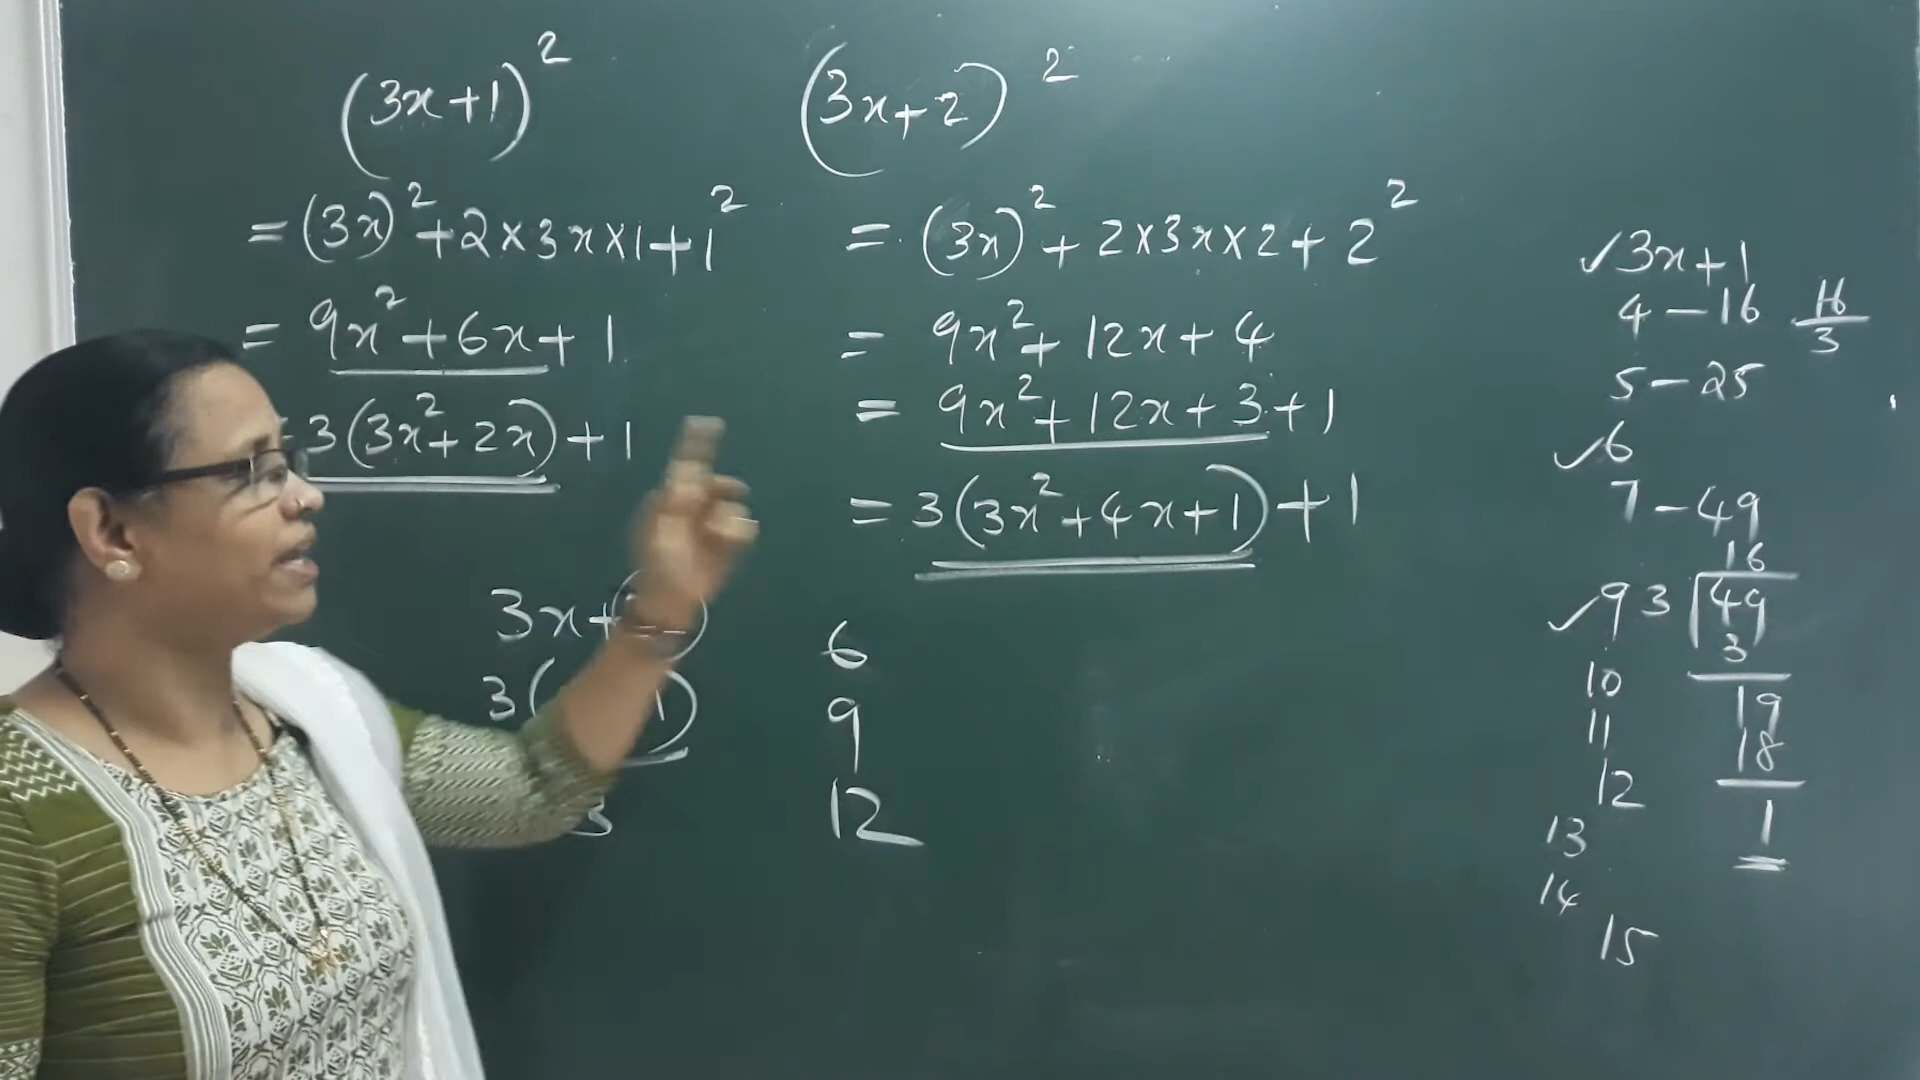 (3x+1)²
= (3x)²+2×3x×1+1²
= 9x²+6x+1
= 3(3x²+2x)+1
(3x+2)²
= (3x)²+2×3x×2+2²
= 9x²+12x+4
= 9x²+12x+3+1
= 3(3x²+4x+1)+1
3x+
3( 1)
3
6
9
12
✓3x+1
4-16 16/3
5-25
✓6
7-49
16
✓9 3 49
3
10 19
11 18
12
13 1
14
15